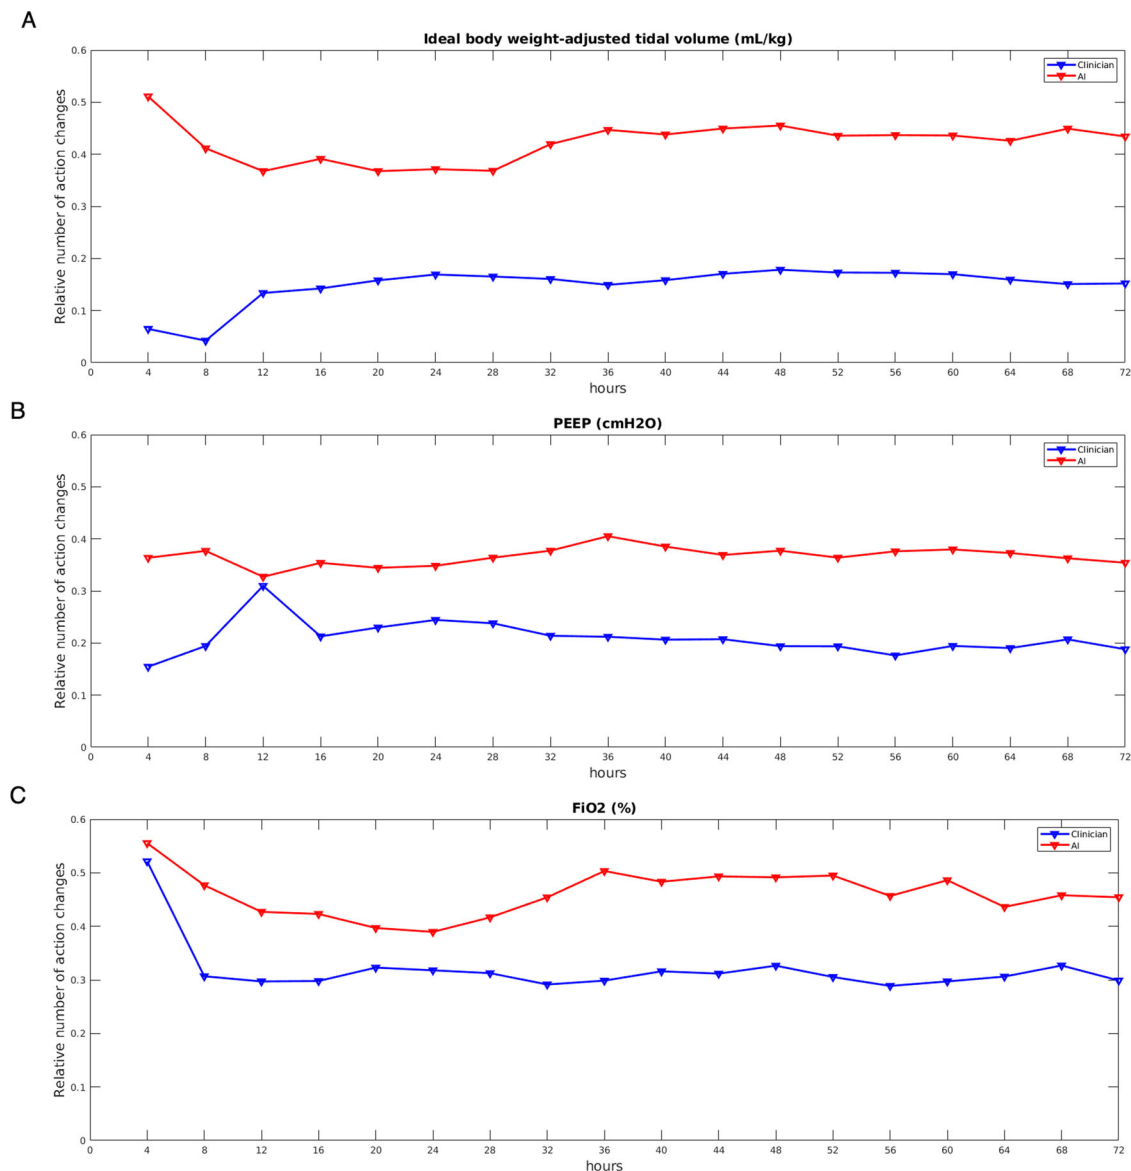 A
Ideal body weight-adjusted tidal volume (mL/kg)
Clinician
AI
Relative number of action changes
0.6
0.5
0.4
0.3
0.2
0.1
0
0 4 8 12 16 20 24 28 32 36 40 44 48 52 56 60 64 68 72
hours
B
PEEP (cmH2O)
Clinician
AI
Relative number of action changes
0.6
0.5
0.4
0.3
0.2
0.1
0
0 4 8 12 16 20 24 28 32 36 40 44 48 52 56 60 64 68 72
hours
C
FiO2 (%)
Clinician
AI
Relative number of action changes
0.6
0.5
0.4
0.3
0.2
0.1
0
0 4 8 12 16 20 24 28 32 36 40 44 48 52 56 60 64 68 72
hours